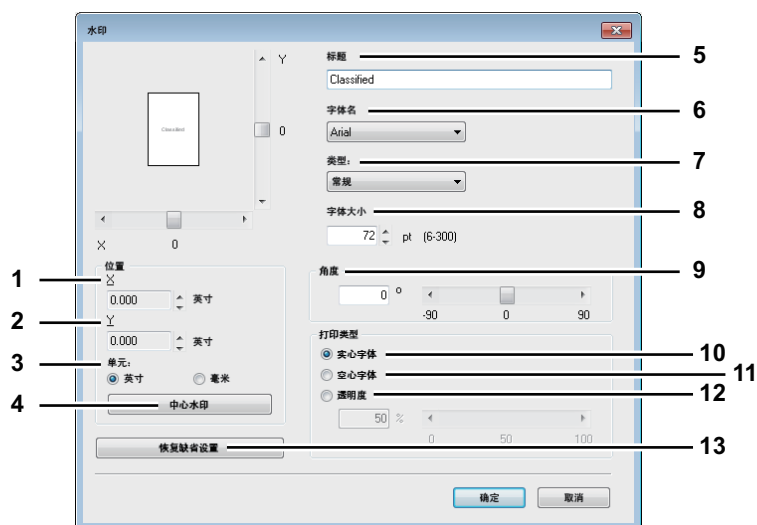 水印
Y
标题
5
Classified
字体名
6
Classified
0
Arial
类型:
7
常规
字体大小
8
72 pt (6-300)
X 0
位置
角度
9
1
X
0 °
0.000 英寸
-90 0 90
2
Y
0.000 英寸
打印类型
3
单元:
实心字体
10
英寸 毫米
空心字体
11
4
中心水印
透明度
12
50 %
0 50 100
恢复缺省设置
13
确定 取消